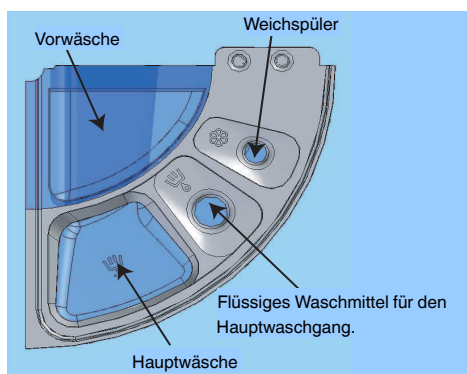 Weichspüler
Vorwäsche
Flüssiges Waschmittel für den
Hauptwaschgang.
Hauptwäsche